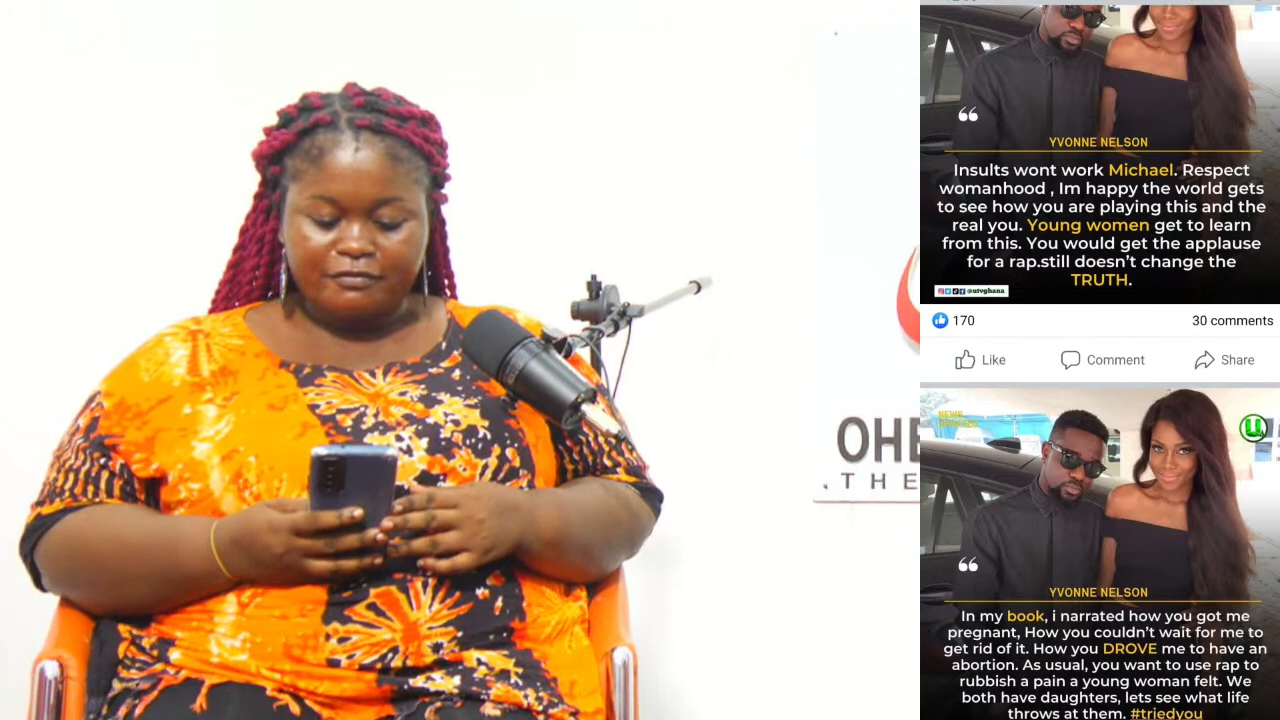 “
YVONNE NELSON
Insults wont work Michael. Respect
womanhood , Im happy the world gets
to see how you are playing this and the
real you. Young women get to learn
from this. You would get the applause
for a rap.still doesn’t change the
TRUTH.
@utvghana
170 30 comments
Like Comment Share
NEWS
U
“
YVONNE NELSON
In my book, i narrated how you got me
pregnant, How you couldn’t wait for me to
get rid of it. How you DROVE me to have an
abortion. As usual, you want to use rap to
rubbish a pain a young woman felt. We
both have daughters, lets see what life
throws at them. #triedyou
OHE
.THE